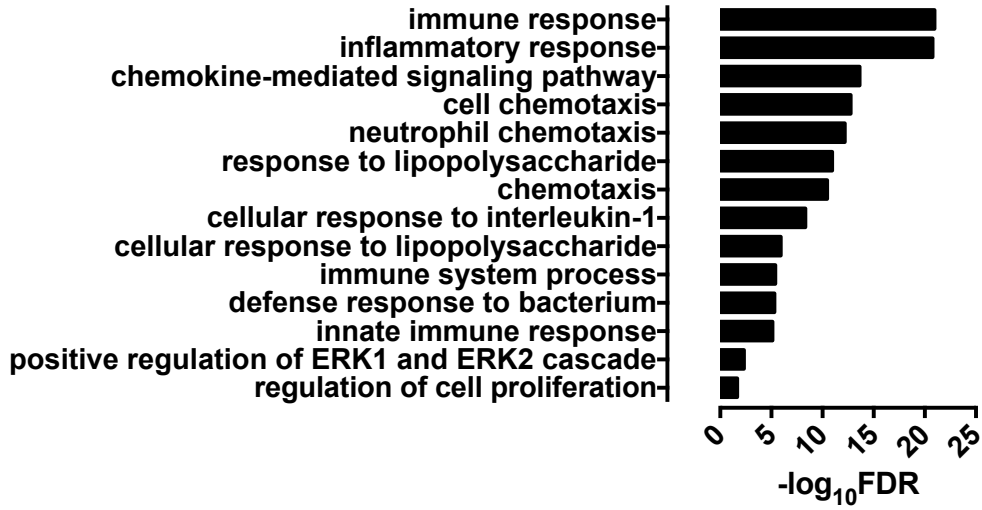 immune response
inflammatory response
chemokine-mediated signaling pathway
cell chemotaxis
neutrophil chemotaxis
response to lipopolysaccharide
chemotaxis
cellular response to interleukin-1
cellular response to lipopolysaccharide
immune system process
defense response to bacterium
innate immune response
positive regulation of ERK1 and ERK2 cascade
regulation of cell proliferation
0 5 10 15 20 25
-log₁₀FDR